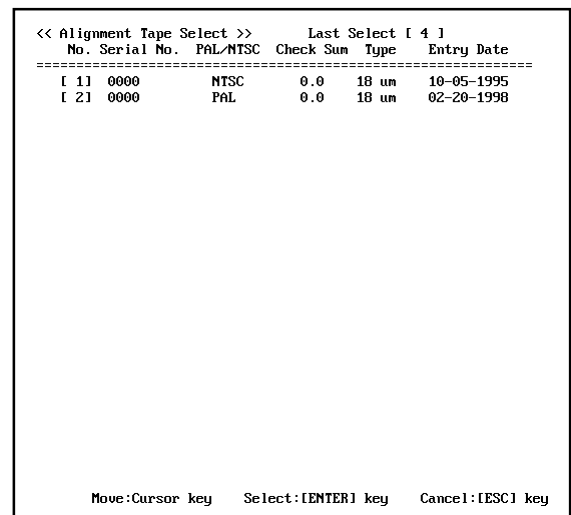 << Alignment Tape Select >> Last Select [ 4 ]
No. Serial No. PAL/NTSC Check Sum Type Entry Date
================================================================
[ 1] 0000 NTSC 0.0 18 um 10-05-1995
[ 2] 0000 PAL 0.0 18 um 02-20-1998
Move:Cursor key Select:[ENTER] key Cancel:[ESC] key